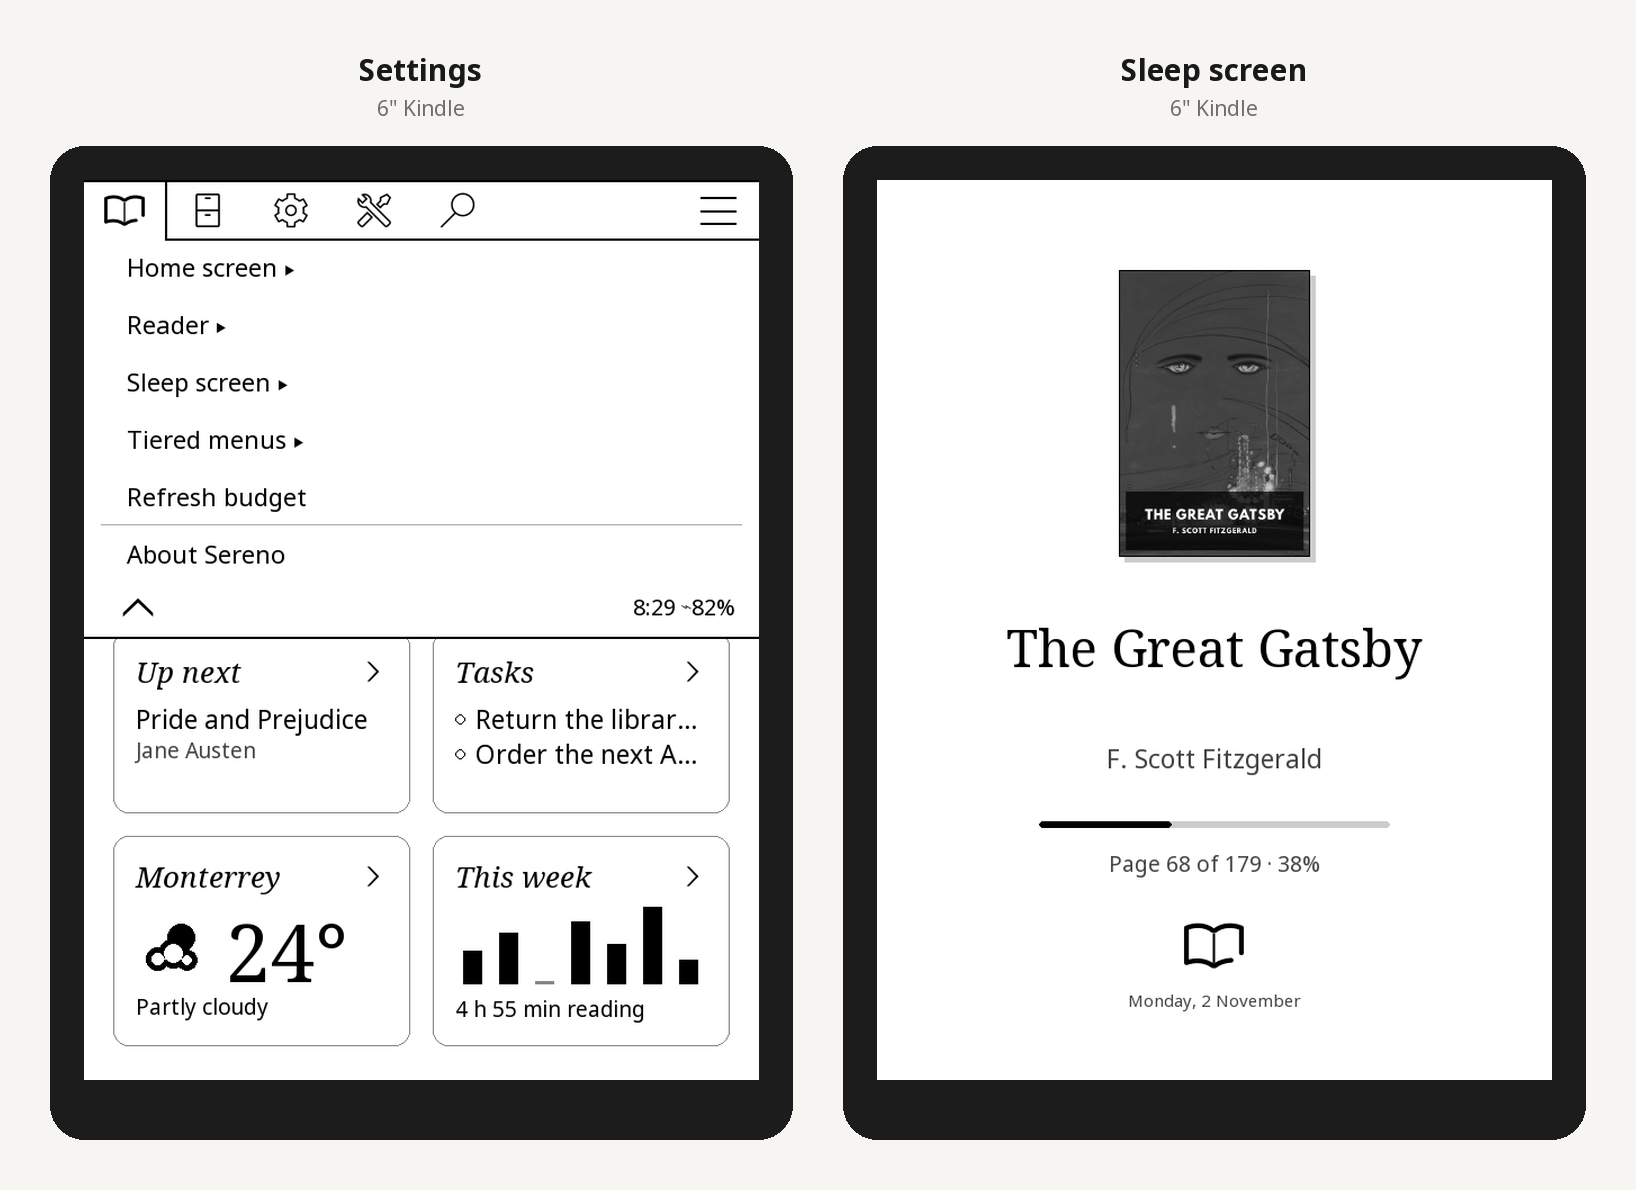 Settings
6" Kindle
Home screen ▸
Reader ▸
Sleep screen ▸
Tiered menus ▸
Refresh budget
About Sereno
8:29 82%
Up next
Pride and Prejudice
Jane Austen
Tasks
Return the librar...
Order the next A...
Monterrey
24°
Partly cloudy
This week
4 h 55 min reading
Sleep screen
6" Kindle
THE GREAT GATSBY
F. SCOTT FITZGERALD
The Great Gatsby
F. Scott Fitzgerald
Page 68 of 179 · 38%
Monday, 2 November